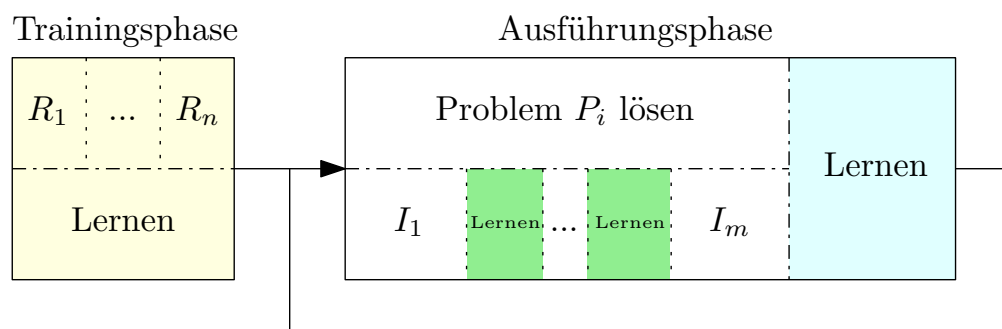 Trainingsphase
Ausführungsphase
R₁ ... Rₙ
Problem Pᵢ lösen
Lernen
Lernen
I₁ Lernen ... Lernen Iₘ